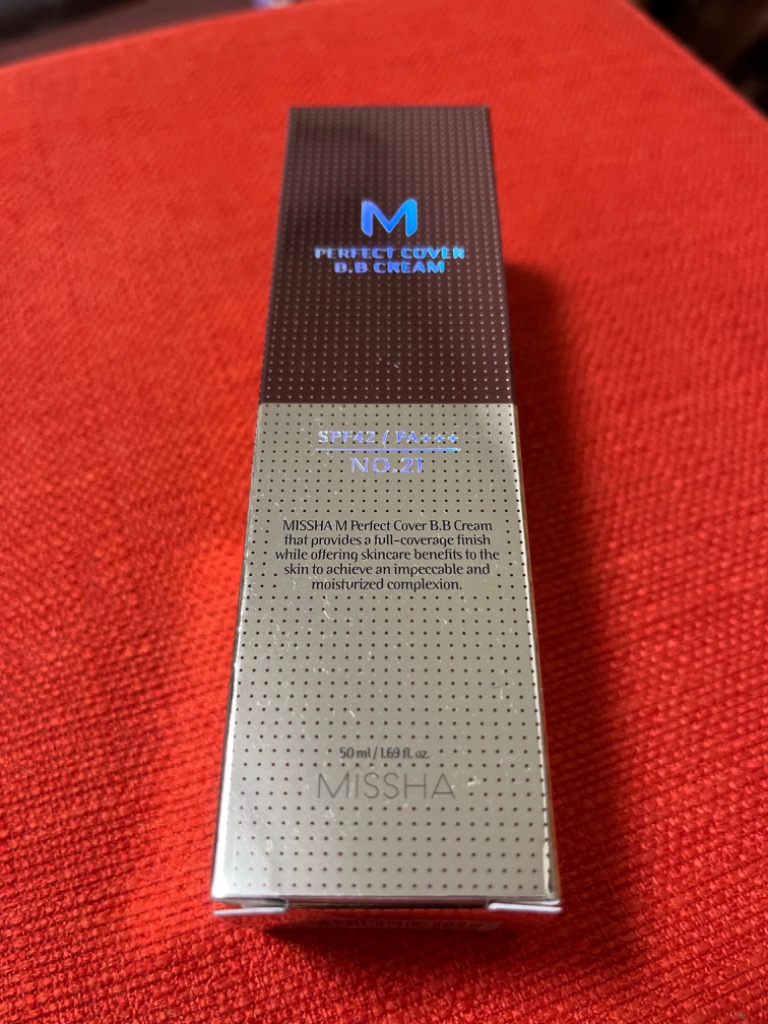 M
PERFECT COVER
B.B CREAM
SPF42 / PA+++
NO.21
MISSHA M Perfect Cover B.B Cream
that provides a full-coverage finish
while offering skincare benefits to the
skin to achieve an impeccable and
moisturized complexion.
50 ml / 1.69 fl. oz.
MISSHA